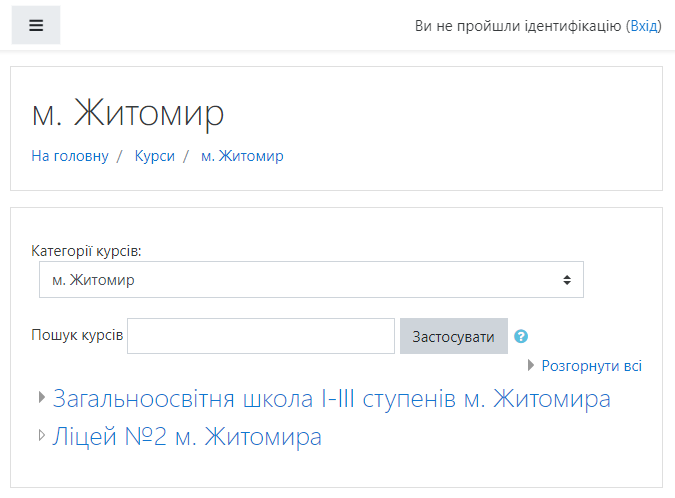 Ви не пройшли ідентифікацію (Вхід)
м. Житомир
На головну / Курси / м. Житомир
Категорії курсів:
м. Житомир
Пошук курсів Застосувати
Розгорнути всі
Загальноосвітня школа І-ІІІ ступенів м. Житомира
Ліцей №2 м. Житомира